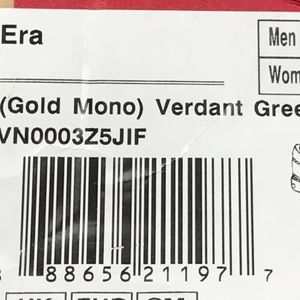 Era
Men
Wom
(Gold Mono) Verdant Gree
VN0003Z5JIF
8 88656 21197 7